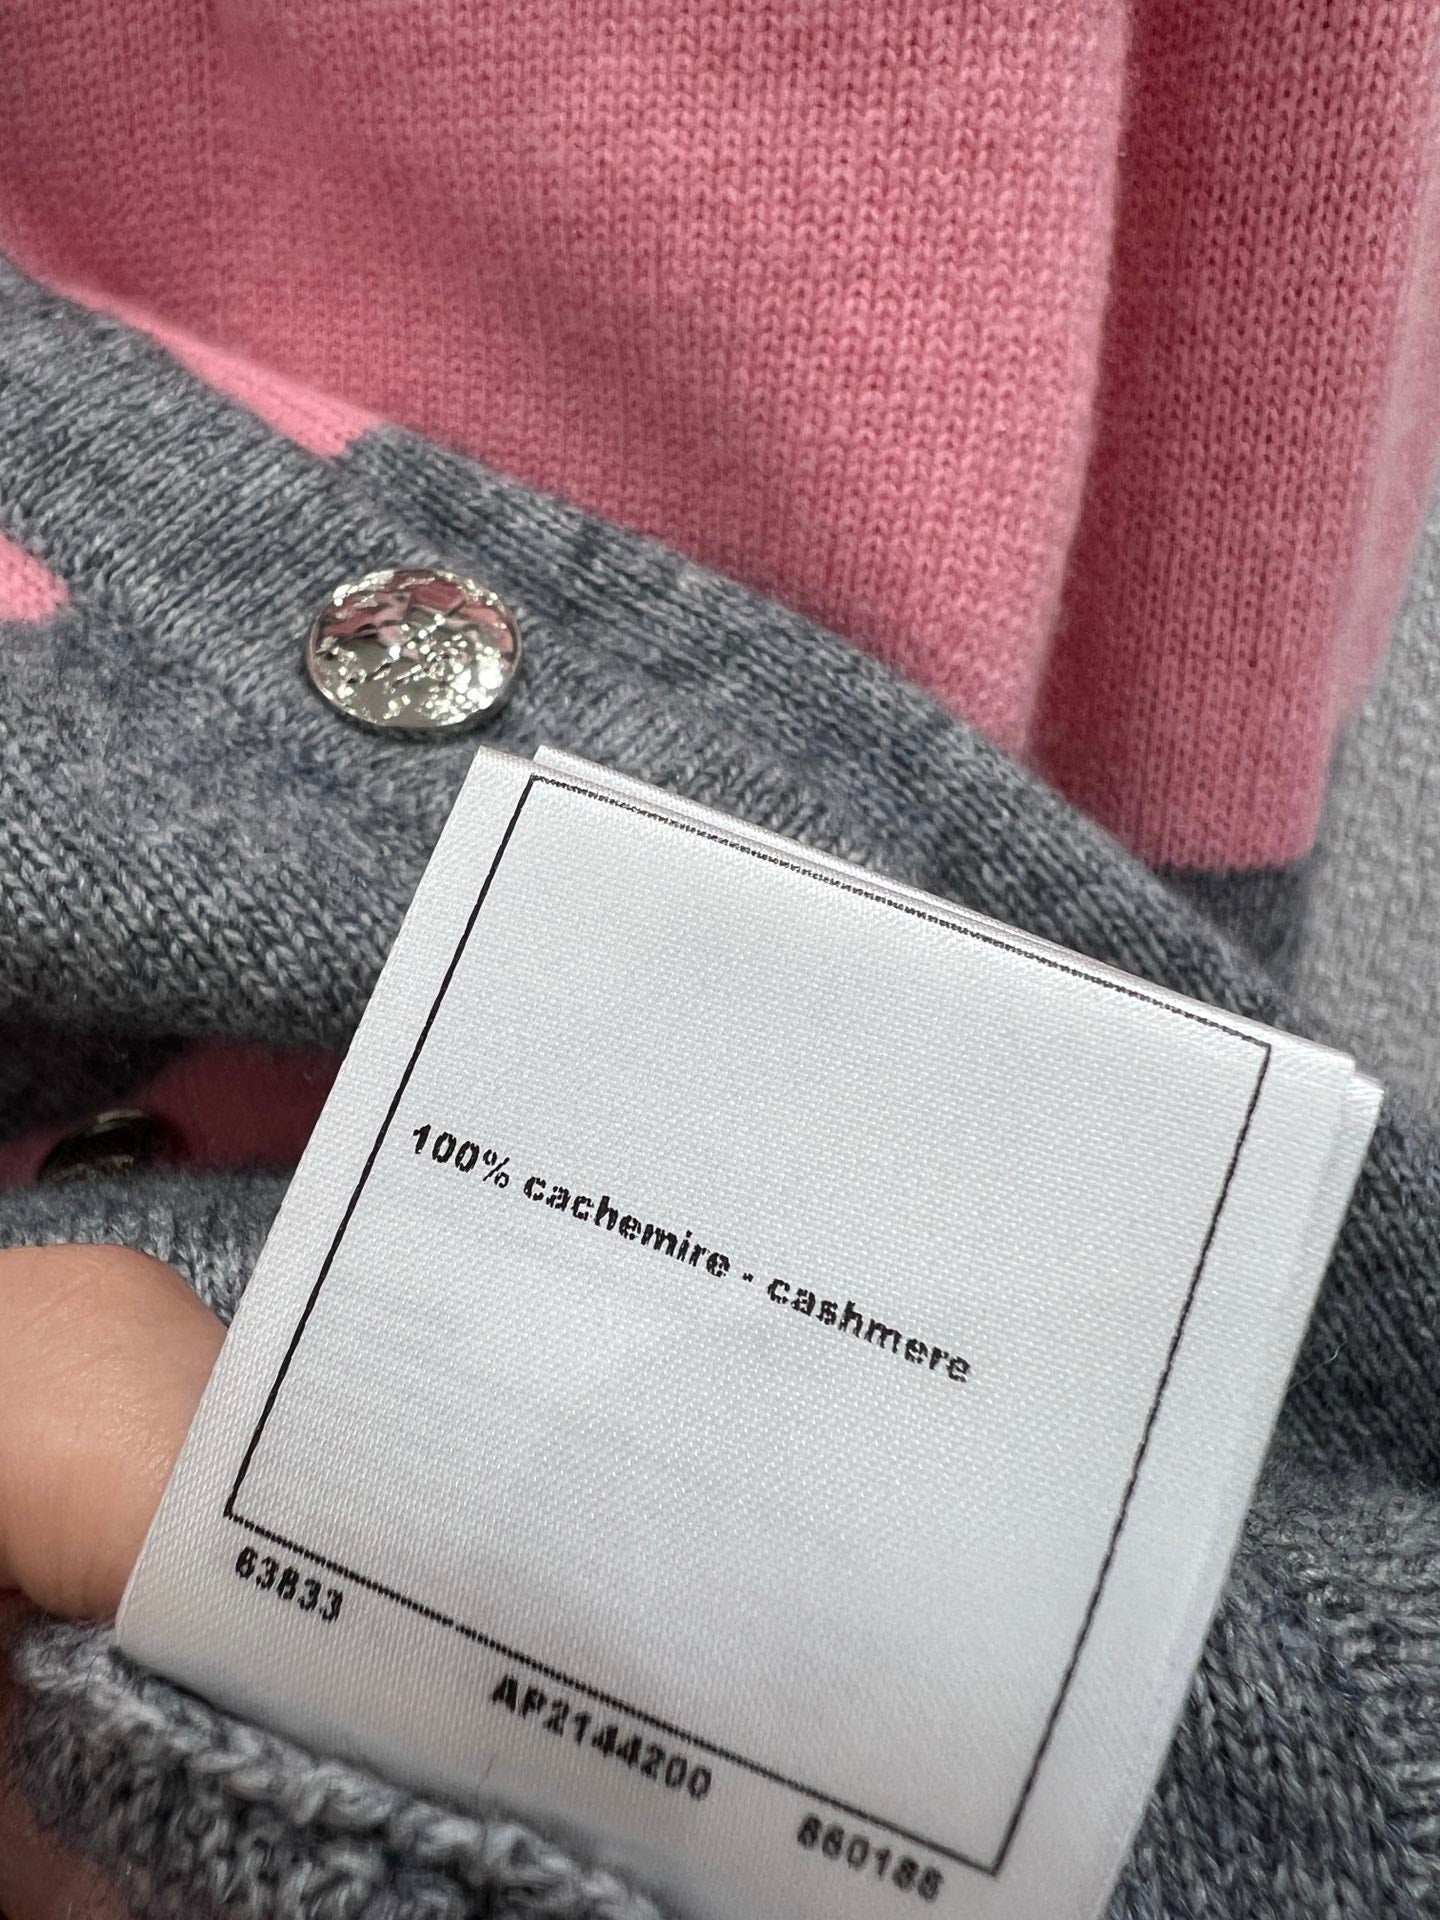 100% cachemire - cashmere
63833
AP2144200
860186